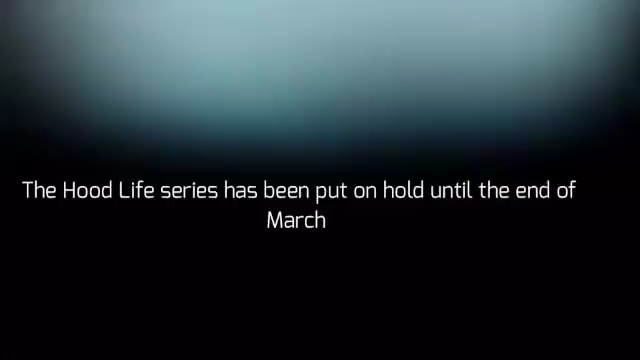 The Hood Life series has been put on hold until the end of
March